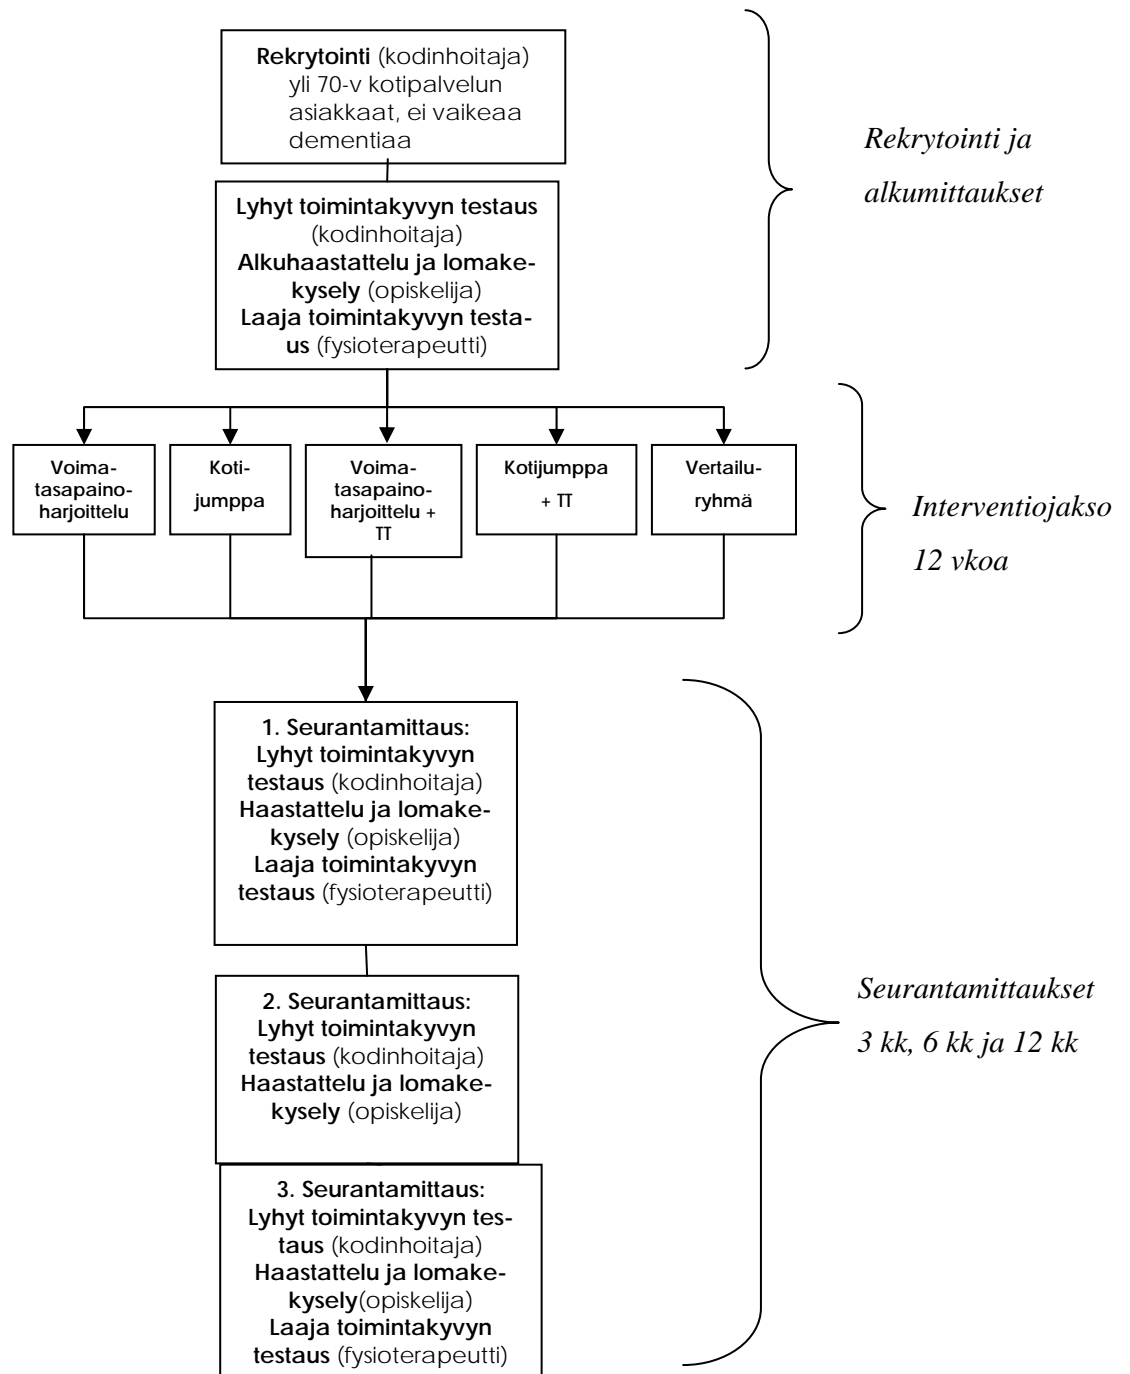 Rekrytointi (kodinhoitaja)
yli 70-v kotipalvelun
asiakkaat, ei vaikeaa
dementiaa
Rekrytointi ja
alkumittaukset
Lyhyt toimintakyvyn testaus
(kodinhoitaja)
Alkuhaastattelu ja lomake-
kysely (opiskelija)
Laaja toimintakyvyn testa-
us (fysioterapeutti)
Voima-
tasapaino-
harjoittelu
Koti-
jumppa
Voima-
tasapaino-
harjoittelu +
TT
Kotijumppa
+ TT
Vertailu-
ryhmä
Interventiojakso
12 vkoa
1. Seurantamittaus:
Lyhyt toimintakyvyn
testaus (kodinhoitaja)
Haastattelu ja lomake-
kysely (opiskelija)
Laaja toimintakyvyn
testaus (fysioterapeutti)
2. Seurantamittaus:
Lyhyt toimintakyvyn
testaus (kodinhoitaja)
Haastattelu ja lomake-
kysely (opiskelija)
Seurantamittaukset
3 kk, 6 kk ja 12 kk
3. Seurantamittaus:
Lyhyt toimintakyvyn tes-
taus (kodinhoitaja)
Haastattelu ja lomake-
kysely(opiskelija)
Laaja toimintakyvyn
testaus (fysioterapeutti)